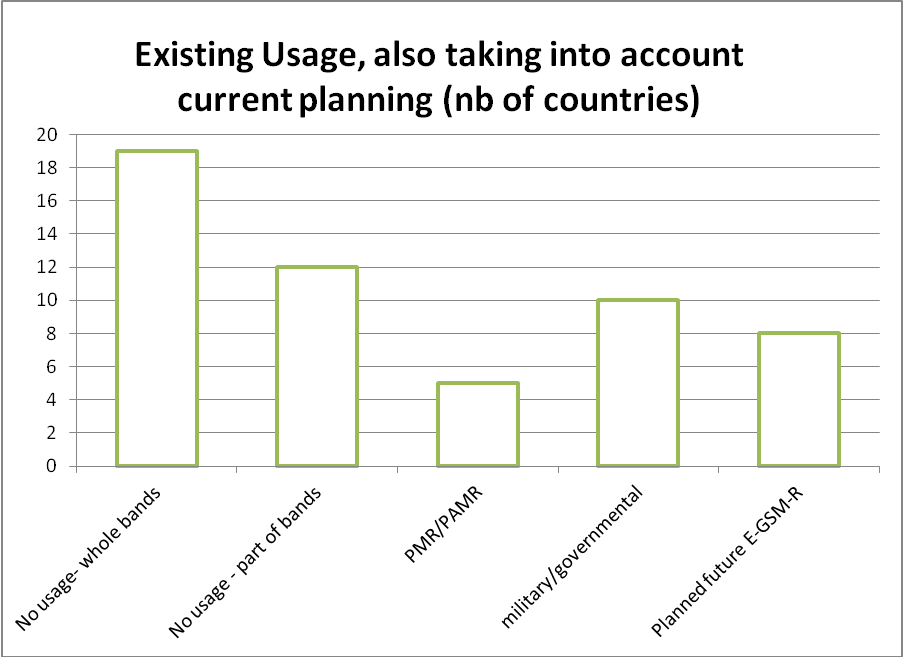 Existing Usage, also taking into account
current planning (nb of countries)
20
18
16
14
12
10
8
6
4
2
0
No usage- whole bands
No usage - part of bands
PMR/PAMR
military/governmental
Planned future E-GSM-R